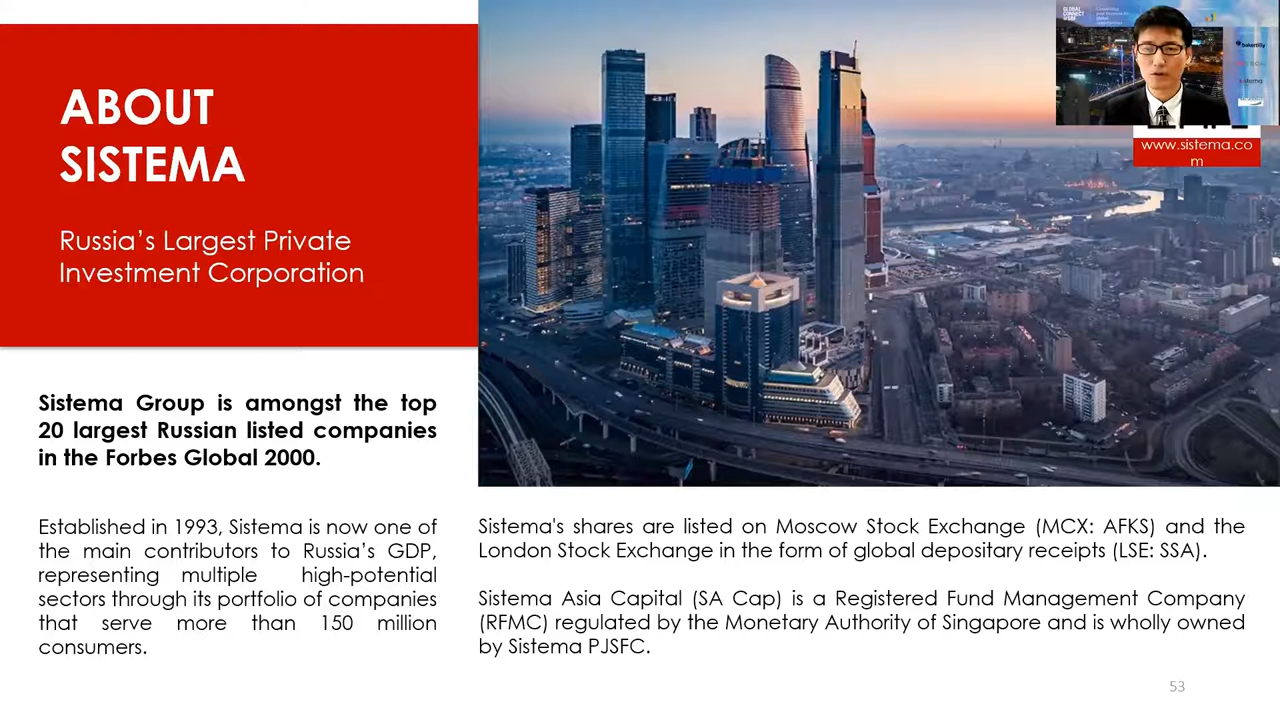 ABOUT
SISTEMA
Russia’s Largest Private
Investment Corporation
GLOBAL
CONNECT
bakertilly
sistema
www.sistema.co
m
Sistema Group is amongst the top
20 largest Russian listed companies
in the Forbes Global 2000.
Established in 1993, Sistema is now one of
the main contributors to Russia’s GDP,
representing multiple high-potential
sectors through its portfolio of companies
that serve more than 150 million
consumers.
Sistema's shares are listed on Moscow Stock Exchange (MCX: AFKS) and the
London Stock Exchange in the form of global depositary receipts (LSE: SSA).
Sistema Asia Capital (SA Cap) is a Registered Fund Management Company
(RFMC) regulated by the Monetary Authority of Singapore and is wholly owned
by Sistema PJSFC.
53